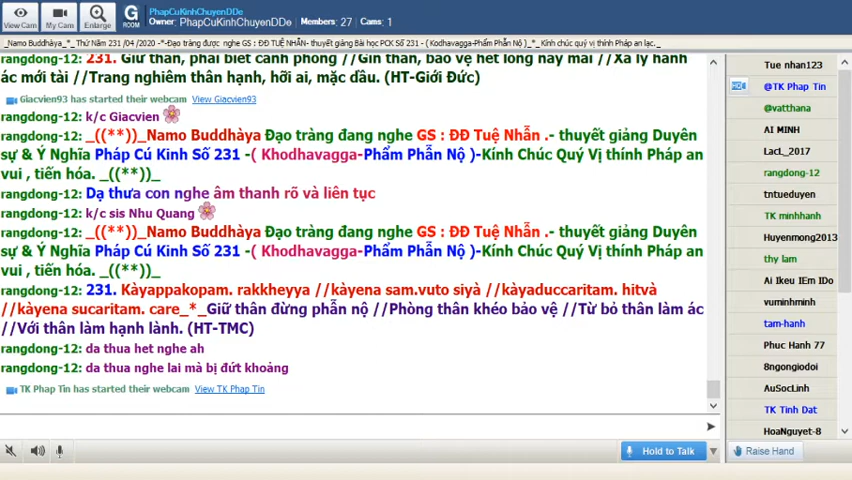 PhapCuKinhChuyenDDe
Owner: PhapCuKinhChuyenDDe Members: 27 Cams: 1
View Cam My Cam Enlarge G ROOM
_Namo Buddhàya_*_ Thứ Năm 23 /04 /2020 -*-Đạo tràng được nghe GS : ĐĐ TUỆ NHẪN- thuyết giảng Bài học PCK Số 231 - ( Kodhavagga-Phẩm Phẫn Nộ )_*_ Kính chúc quý vị thính Pháp an lạc._
rangdong-12: 231. Giữ thân, phải biết canh phòng //Gìn thân, bảo vệ hết lòng này mai //Xả ly hành
ác mới tài //Trang nghiêm thân hạnh, hỡi ai, mặc dầu. (HT-Giới Đức)
Giacvien93 has started their webcam View Giacvien93
rangdong-12: k/c Giacvien
rangdong-12: _((**))_Namo Buddhàya Đạo tràng đang nghe GS : ĐĐ Tuệ Nhẫn .- thuyết giảng Duyên
sự & Ý Nghĩa Pháp Cú Kinh Số 231 -( Khodhavagga-Phẩm Phẫn Nộ )-Kính Chúc Quý Vị thính Pháp an
vui , tiến hóa. _((**))_
rangdong-12: Dạ thưa con nghe âm thanh rõ và liên tục
rangdong-12: k/c sis Nhu Quang
rangdong-12: _((**))_Namo Buddhàya Đạo tràng đang nghe GS : ĐĐ Tuệ Nhẫn .- thuyết giảng Duyên
sự & Ý Nghĩa Pháp Cú Kinh Số 231 -( Khodhavagga-Phẩm Phẫn Nộ )-Kính Chúc Quý Vị thính Pháp an
vui , tiến hóa. _((**))_
rangdong-12: 231. Kàyappakopam. rakkheyya //kàyena sam.vuto siyà //kàyaduccaritam. hitvà
//kàyena sucaritam. care_*_Giữ thân đừng phẫn nộ //Phòng thân khéo bảo vệ //Từ bỏ thân làm ác
//Với thân làm hạnh lành. (HT-TMC)
rangdong-12: da thua het nghe ah
rangdong-12: da thua nghe lai mà bị đứt khoảng
TK Phap Tin has started their webcam View TK Phap Tin
Hold to Talk
Tue nhan123
HD @TK Phap Tin
@vatthana
AI MINH
LacL_2017
rangdong-12
tntueduyen
TK minhhanh
Huyenmong2013
thy lam
Ai Ikeu IEm IDo
vuminhminh
tam-hanh
Phuc Hanh 77
8ngongiodoi
AuSocLinh
TK Tinh Dat
HoaNguyet-8
Raise Hand